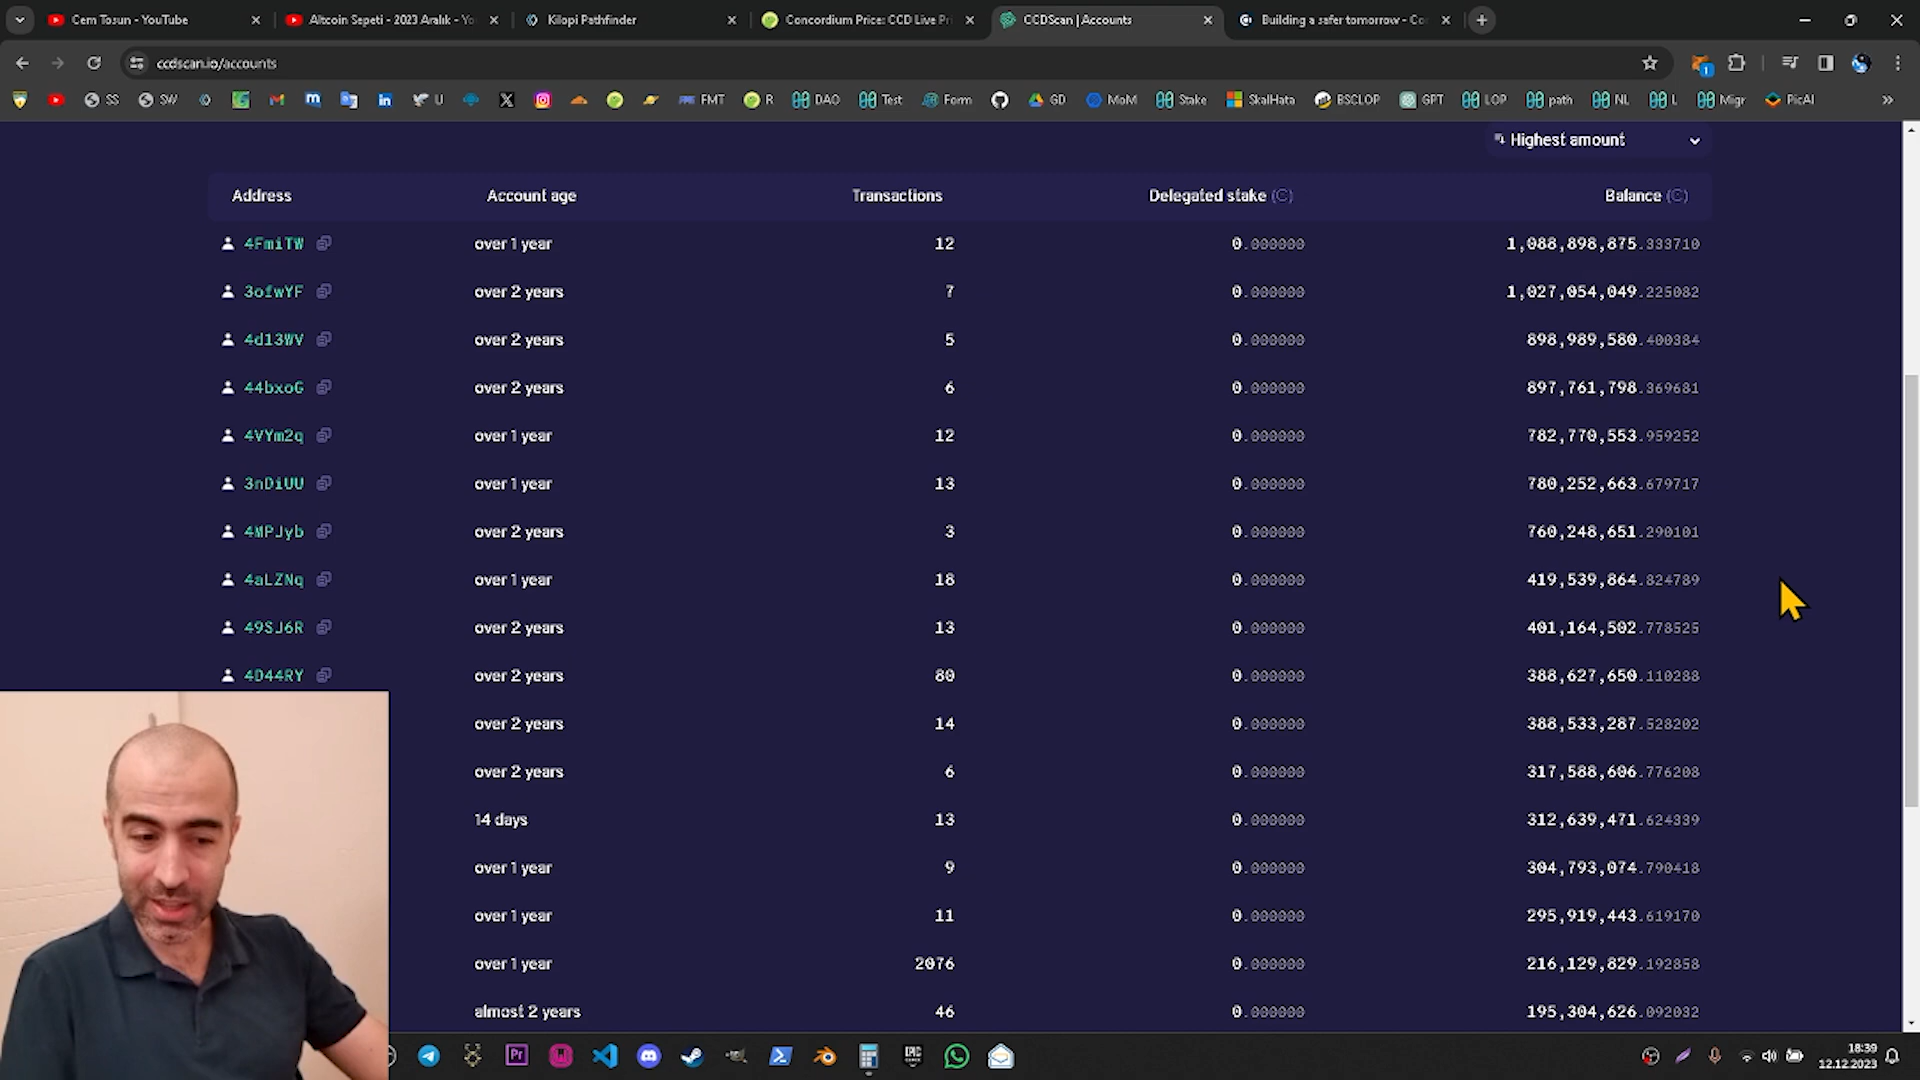 Cem Tosun - YouTube
Altcoin Sepeti - 2023 Aralık - Yo
Kilopi Pathfinder
Concordium Price: CCD Live Pri
CCDScan | Accounts
Building a safer tomorrow - Co
ccdscan.io/accounts
SS
SW
U
FMT
R
DAO
Test
Form
GD
MoM
Stake
SkalHata
BSCLOP
GPT
LOP
path
NL
L
Migr
PicAI
Highest amount
Address Account age Transactions Delegated stake (Ͼ) Balance (Ͼ)
4FmiTW over 1 year 12 0.000000 1,088,898,875.333710
3ofwYF over 2 years 7 0.000000 1,027,054,049.225082
4d13WV over 2 years 5 0.000000 898,989,580.400384
44bxoG over 2 years 6 0.000000 897,761,798.369681
4VYm2q over 1 year 12 0.000000 782,770,553.959252
3nDiUU over 1 year 13 0.000000 780,252,663.679717
4MPJyb over 2 years 3 0.000000 760,248,651.290101
4aLZNq over 1 year 18 0.000000 419,539,864.824789
49SJ6R over 2 years 13 0.000000 401,164,502.778525
4D44RY over 2 years 80 0.000000 388,627,650.110288
over 2 years 14 0.000000 388,533,287.528202
over 2 years 6 0.000000 317,588,606.776208
14 days 13 0.000000 312,639,471.624339
over 1 year 9 0.000000 304,793,074.790418
over 1 year 11 0.000000 295,919,443.619170
over 1 year 2076 0.000000 216,129,829.192858
almost 2 years 46 0.000000 195,304,626.092032
Pr
EPIC
18:39
12.12.2023